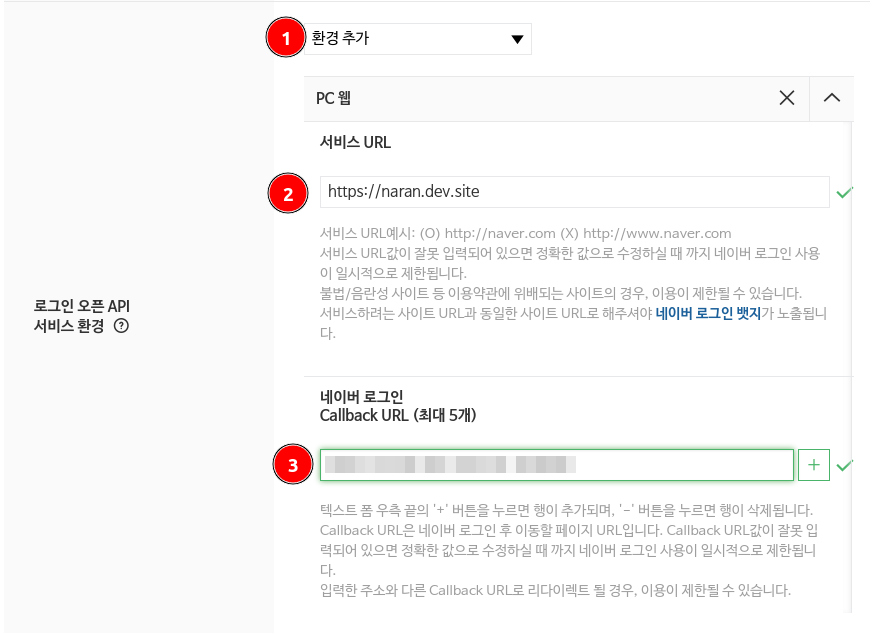 1
환경 추가
PC 웹
서비스 URL
2
https://naran.dev.site
서비스 URL예시: (O) http://naver.com (X) http://www.naver.com
서비스 URL값이 잘못 입력되어 있으면 정확한 값으로 수정하실 때 까지 네이버 로그인 사용
이 일시적으로 제한됩니다.
불법/음란성 사이트 등 이용약관에 위배되는 사이트의 경우, 이용이 제한될 수 있습니다.
서비스하려는 사이트 URL과 동일한 사이트 URL로 해주셔야 네이버 로그인 뱃지가 노출됩니
다.
로그인 오픈 API
서비스 환경 ?
네이버 로그인
Callback URL (최대 5개)
3
+
텍스트 폼 우측 끝의 '+' 버튼을 누르면 행이 추가되며, '-' 버튼을 누르면 행이 삭제됩니다.
Callback URL은 네이버 로그인 후 이동할 페이지 URL입니다. Callback URL값이 잘못 입
력되어 있으면 정확한 값으로 수정하실 때 까지 네이버 로그인 사용이 일시적으로 제한됩니
다.
입력한 주소와 다른 Callback URL로 리다이렉트 될 경우, 이용이 제한될 수 있습니다.